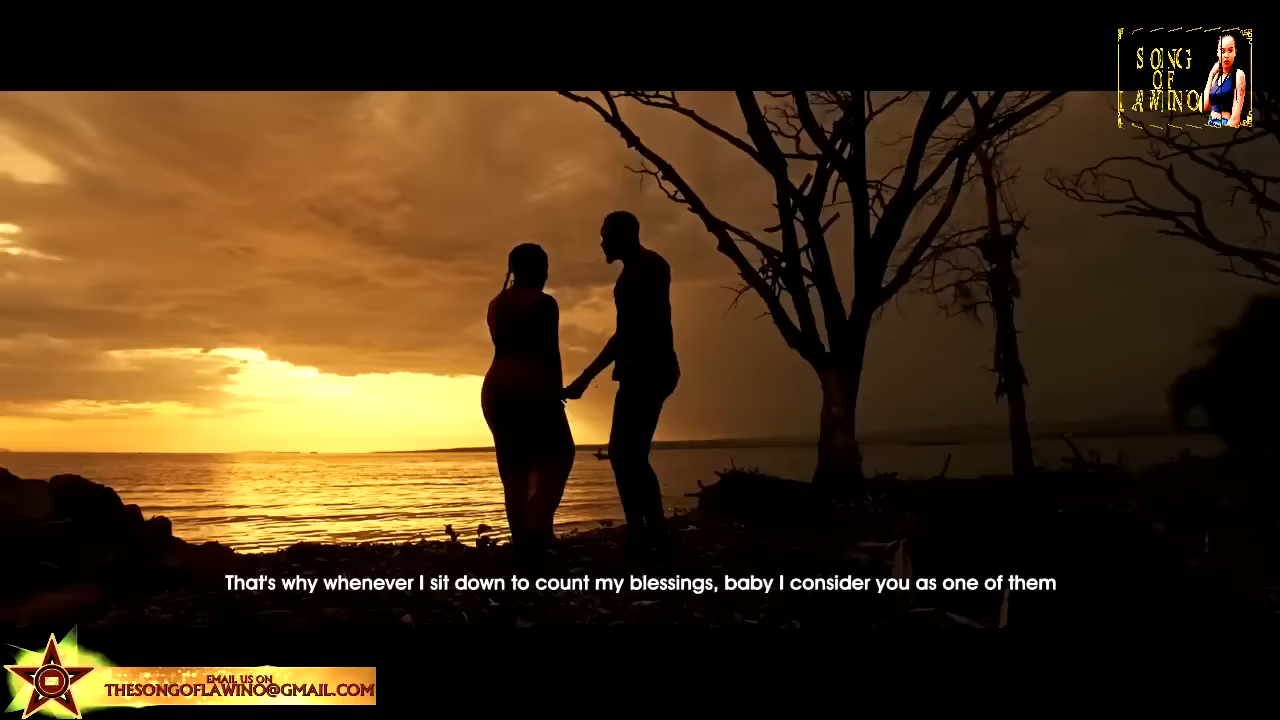 SONG
OF
LAWINO
That's why whenever I sit down to count my blessings, baby I consider you as one of them
EMAIL US ON
THESONGOFLAWINO@GMAIL.COM